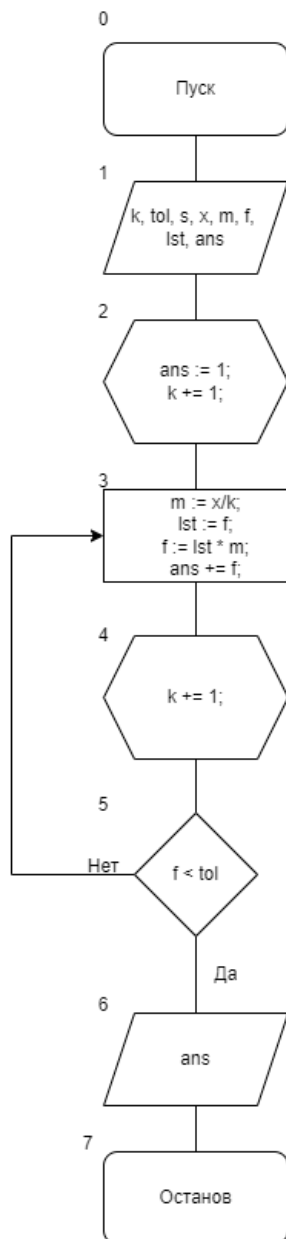 0
Пуск
1
k, tol, s, x, m, f,
lst, ans
2
ans := 1;
k += 1;
3
m := x/k;
lst := f;
f := lst * m;
ans += f;
4
k += 1;
5
Нет
f < tol
Да
6
ans
7
Останов